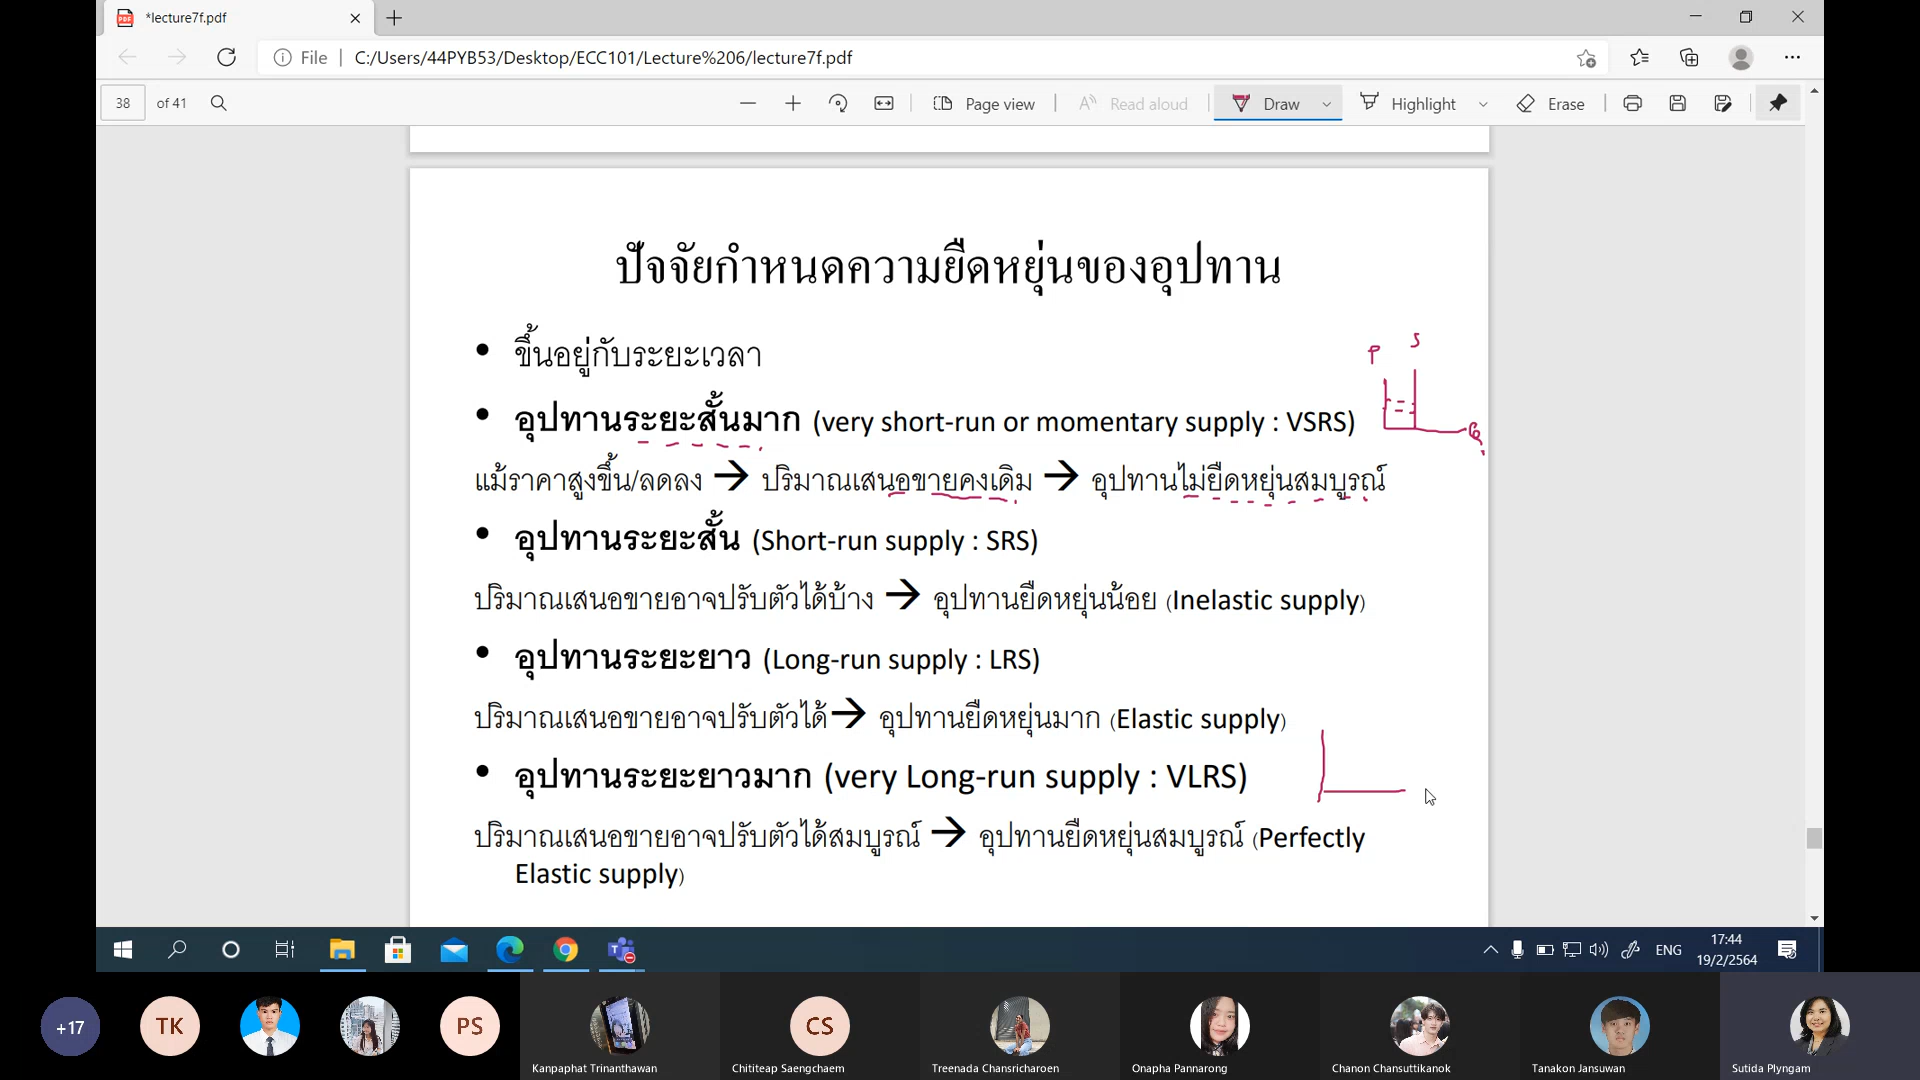 *lecture7f.pdf
File | C:/Users/44PYB53/Desktop/ECC101/Lecture%206/lecture7f.pdf
38 of 41 Page view Read aloud Draw Highlight Erase
ปัจจัยกำหนดความยืดหยุ่นของอุปทาน
• ขึ้นอยู่กับระยะเวลา
P S
• อุปทานระยะสั้นมาก (very short-run or momentary supply : VSRS)
Q
แม้ราคาสูงขึ้น/ลดลง → ปริมาณเสนอขายคงเดิม → อุปทานไม่ยืดหยุ่นสมบูรณ์
• อุปทานระยะสั้น (Short-run supply : SRS)
ปริมาณเสนอขายอาจปรับตัวได้บ้าง → อุปทานยืดหยุ่นน้อย (Inelastic supply)
• อุปทานระยะยาว (Long-run supply : LRS)
ปริมาณเสนอขายอาจปรับตัวได้→ อุปทานยืดหยุ่นมาก (Elastic supply)
• อุปทานระยะยาวมาก (very Long-run supply : VLRS)
ปริมาณเสนอขายอาจปรับตัวได้สมบูรณ์ → อุปทานยืดหยุ่นสมบูรณ์ (Perfectly
Elastic supply)
ENG 17:44
19/2/2564
+17 TK PS CS
Kanpaphat Trinanthawan Chititeap Saengchaem Treenada Chansricharoen Onapha Pannarong Chanon Chansuttikanok Tanakon Jansuwan Sutida Plyngam